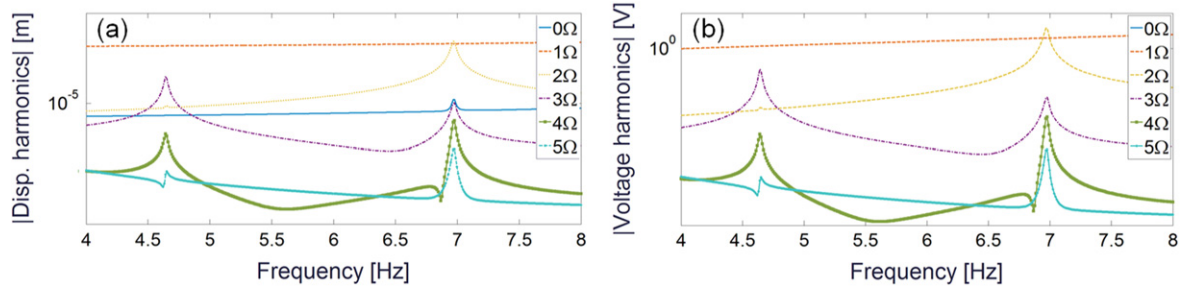 (a)
|Disp. harmonics| [m]
10⁻⁵
4 4.5 5 5.5 6 6.5 7 7.5 8
Frequency [Hz]
0Ω
1Ω
2Ω
3Ω
4Ω
5Ω
(b)
|Voltage harmonics| [V]
10⁰
4 4.5 5 5.5 6 6.5 7 7.5 8
Frequency [Hz]
0Ω
1Ω
2Ω
3Ω
4Ω
5Ω